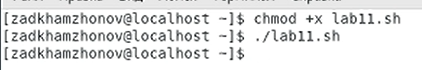 [zadkhamzhonov@localhost ~]$ chmod +x lab11.sh
[zadkhamzhonov@localhost ~]$ ./lab11.sh
[zadkhamzhonov@localhost ~]$